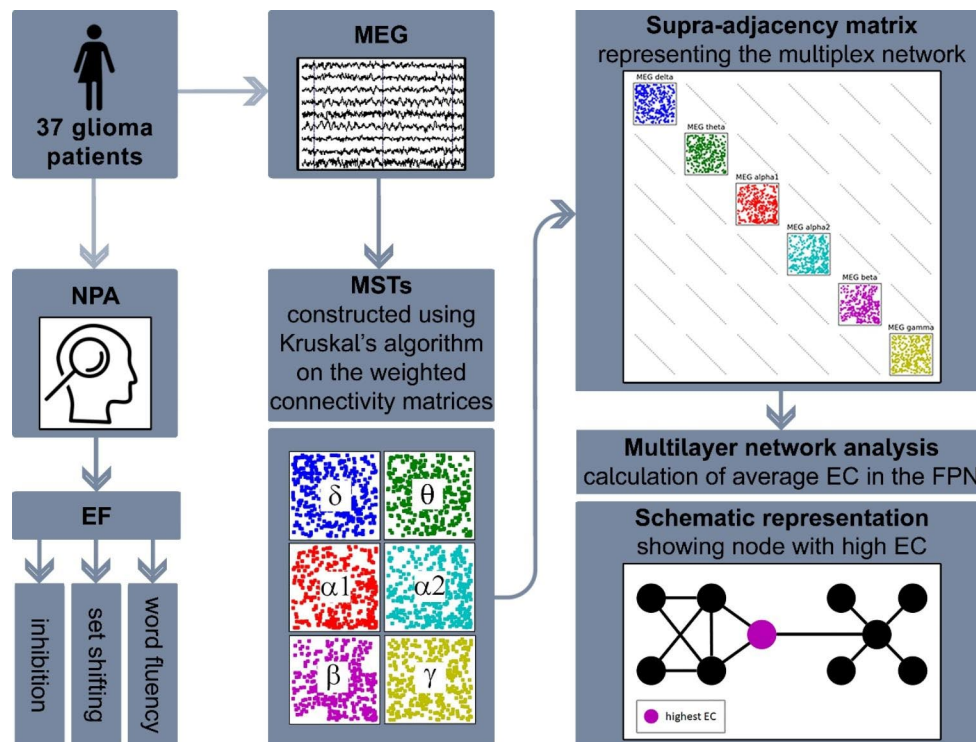 37 glioma
patients
NPA
EF
inhibition
set shifting
word fluency
MEG
MSTs
constructed using
Kruskal's algorithm
on the weighted
connectivity matrices
δ
θ
α1
α2
β
γ
Supra-adjacency matrix
representing the multiplex network
MEG delta
MEG theta
MEG alpha1
MEG alpha2
MEG beta
MEG gamma
Multilayer network analysis
calculation of average EC in the FPN
Schematic representation
showing node with high EC
highest EC